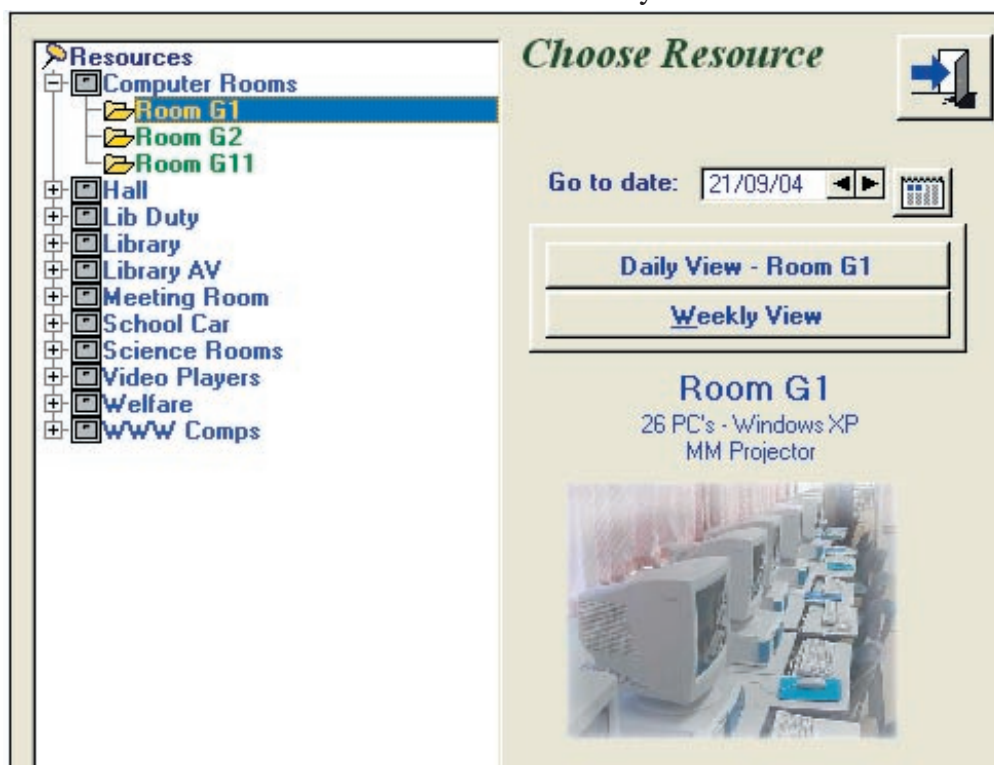 Resources
Computer Rooms
Room G1
Room G2
Room G11
Hall
Lib Duty
Library
Library AV
Meeting Room
School Car
Science Rooms
Video Players
Welfare
WWW Comps
Choose Resource
Go to date: 21/09/04
Daily View - Room G1
Weekly View
Room G1
26 PC's - Windows XP
MM Projector